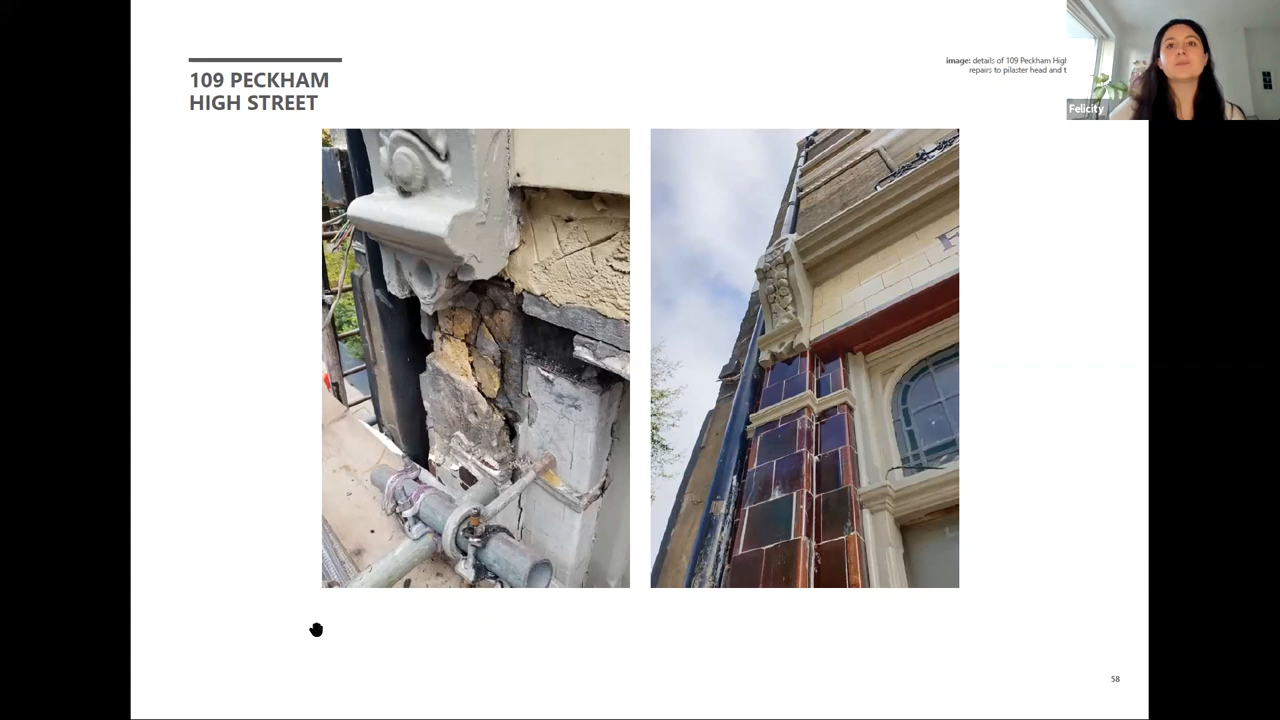 109 PECKHAM
HIGH STREET
image: details of 109 Peckham High
repairs to pilaster head and t
Felicity
58